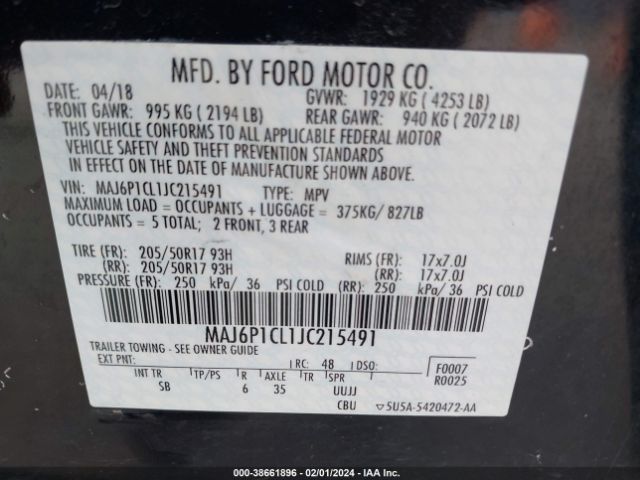 MFD. BY FORD MOTOR CO.
DATE: 04/18 GVWR: 1929 KG ( 4253 LB)
FRONT GAWR: 995 KG ( 2194 LB) REAR GAWR: 940 KG ( 2072 LB)
THIS VEHICLE CONFORMS TO ALL APPLICABLE FEDERAL MOTOR
VEHICLE SAFETY AND THEFT PREVENTION STANDARDS
IN EFFECT ON THE DATE OF MANUFACTURE SHOWN ABOVE.
VIN: MAJ6P1CL1JC215491 TYPE: MPV
MAXIMUM LOAD = OCCUPANTS + LUGGAGE = 375KG/ 827LB
OCCUPANTS = 5 TOTAL; 2 FRONT, 3 REAR
TIRE (FR): 205/50R17 93H RIMS (FR): 17x7.0J
(RR): 205/50R17 93H (RR): 17x7.0J
PRESSURE (FR): 250 kPa/ 36 PSI COLD (RR): 250 kPa/ 36 PSI COLD
MAJ6P1CL1JC215491
TRAILER TOWING - SEE OWNER GUIDE
EXT PNT: RC: 48 DSO: F0007
R0025
INT TR TP/PS R AXLE TR SPR
SB 6 35 UUJJ
CBU 5U5A-5420472-AA
000-38661896 - 02/01/2024 - IAA Inc.